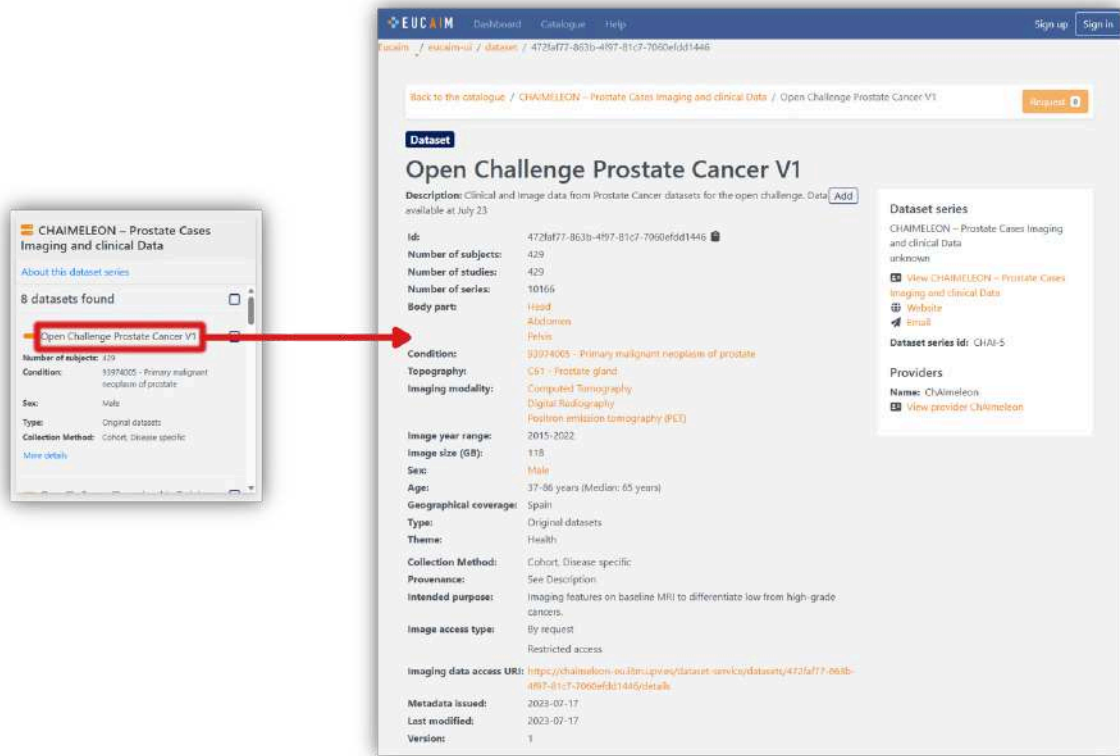 CHAIMELEON – Prostate Cases
Imaging and clinical Data
About this dataset series
8 datasets found
Open Challenge Prostate Cancer V1
Number of subjects: 429
Condition: 93974005 - Primary malignant
neoplasm of prostate
Sex: Male
Type: Original datasets
Collection Method: Cohort, Disease specific
More details
EUCAIM Dashboard Catalogue Help Sign up Sign in
Eucaim / eucaim-ui / dataset / 472faf77-863b-4f97-81c7-7060efdd1446
Back to the catalogue / CHAIMELEON – Prostate Cases Imaging and clinical Data / Open Challenge Prostate Cancer V1
Request 0
Dataset
Open Challenge Prostate Cancer V1
Description: Clinical and Image data from Prostate Cancer datasets for the open challenge. Data Add
available at July 23
Id: 472faf77-863b-4f97-81c7-7060efdd1446
Number of subjects: 429
Number of studies: 429
Number of series: 10166
Body part: Head
Abdomen
Pelvis
Condition: 93974005 - Primary malignant neoplasm of prostate
Topography: C61 - Prostate gland
Imaging modality: Computed Tomography
Digital Radiography
Positron emission tomography (PET)
Image year range: 2015-2022
Image size (GB): 118
Sex: Male
Age: 37-86 years (Median: 65 years)
Geographical coverage: Spain
Type: Original datasets
Theme: Health
Collection Method: Cohort, Disease specific
Provenance: See Description
Intended purpose: Imaging features on baseline MRI to differentiate low from high-grade
cancers.
Image access type: By request
Restricted access
Imaging data access URI: https://chaimeleon-eu.i3m.upv.es/dataset-service/datasets/472faf77-863b-
4f97-81c7-7060efdd1446/details
Metadata issued: 2023-07-17
Last modified: 2023-07-17
Version: 1
Dataset series
CHAIMELEON – Prostate Cases Imaging
and clinical Data
unknown
View CHAIMELEON – Prostate Cases
Imaging and clinical Data
Website
Email
Dataset series id: CHAI-5
Providers
Name: ChAImeleon
View provider ChAImeleon